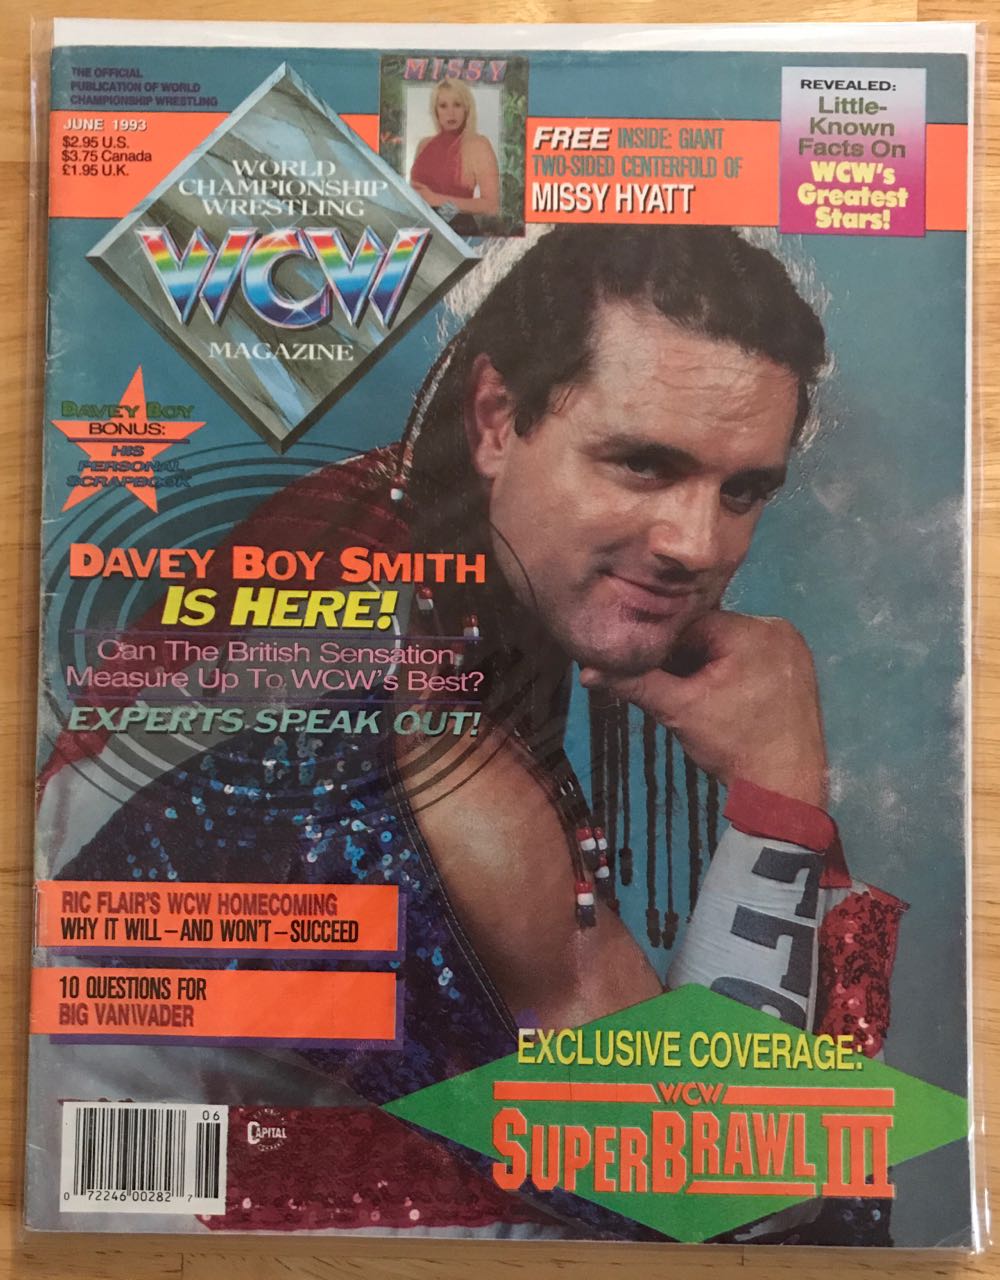 THE OFFICIAL
PUBLICATION OF WORLD
CHAMPIONSHIP WRESTLING
JUNE 1993
$2.95 U.S.
$3.75 Canada
£1.95 U.K.
WORLD
CHAMPIONSHIP
WRESTLING
WCW
MAGAZINE
MISSY
FREE INSIDE: GIANT
TWO-SIDED CENTERFOLD OF
MISSY HYATT
REVEALED:
Little-
Known
Facts On
WCW's
Greatest
Stars!
DAVEY BOY
BONUS:
HIS
PERSONAL
SCRAPBOOK
DAVEY BOY SMITH
IS HERE!
Can The British Sensation
Measure Up To WCW's Best?
EXPERTS SPEAK OUT!
RIC FLAIR'S WCW HOMECOMING
WHY IT WILL—AND WON'T—SUCCEED
10 QUESTIONS FOR
BIG VAN VADER
EXCLUSIVE COVERAGE:
WCW
SUPERBRAWL III
06
CAPITAL
0 72246 00282 7